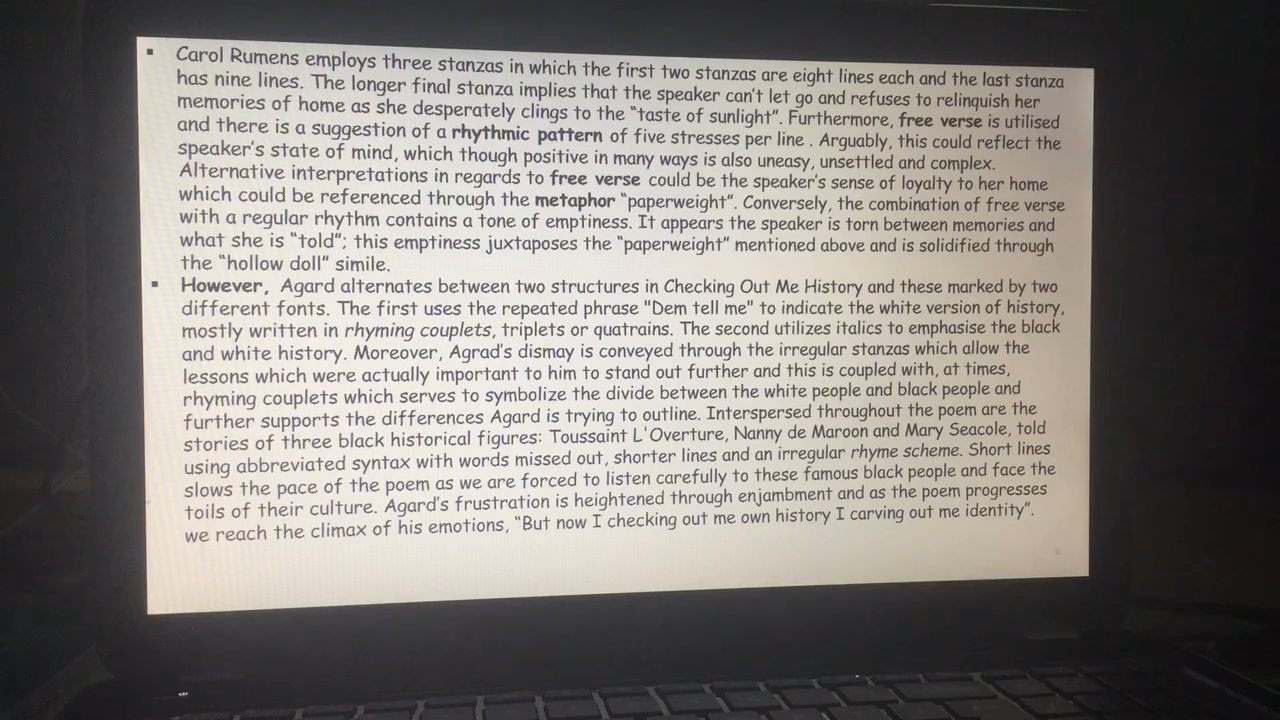 ▪ Carol Rumens employs three stanzas in which the first two stanzas are eight lines each and the last stanza
has nine lines. The longer final stanza implies that the speaker can't let go and refuses to relinquish her
memories of home as she desperately clings to the "taste of sunlight". Furthermore, free verse is utilised
and there is a suggestion of a rhythmic pattern of five stresses per line . Arguably, this could reflect the
speaker's state of mind, which though positive in many ways is also uneasy, unsettled and complex.
Alternative interpretations in regards to free verse could be the speaker's sense of loyalty to her home
which could be referenced through the metaphor "paperweight". Conversely, the combination of free verse
with a regular rhythm contains a tone of emptiness. It appears the speaker is torn between memories and
what she is "told"; this emptiness juxtaposes the "paperweight" mentioned above and is solidified through
the "hollow doll" simile.
▪ However, Agard alternates between two structures in Checking Out Me History and these marked by two
different fonts. The first uses the repeated phrase "Dem tell me" to indicate the white version of history,
mostly written in rhyming couplets, triplets or quatrains. The second utilizes italics to emphasise the black
and white history. Moreover, Agrad's dismay is conveyed through the irregular stanzas which allow the
lessons which were actually important to him to stand out further and this is coupled with, at times,
rhyming couplets which serves to symbolize the divide between the white people and black people and
further supports the differences Agard is trying to outline. Interspersed throughout the poem are the
stories of three black historical figures: Toussaint L'Overture, Nanny de Maroon and Mary Seacole, told
using abbreviated syntax with words missed out, shorter lines and an irregular rhyme scheme. Short lines
slows the pace of the poem as we are forced to listen carefully to these famous black people and face the
toils of their culture. Agard's frustration is heightened through enjambment and as the poem progresses
we reach the climax of his emotions, "But now I checking out me own history I carving out me identity".